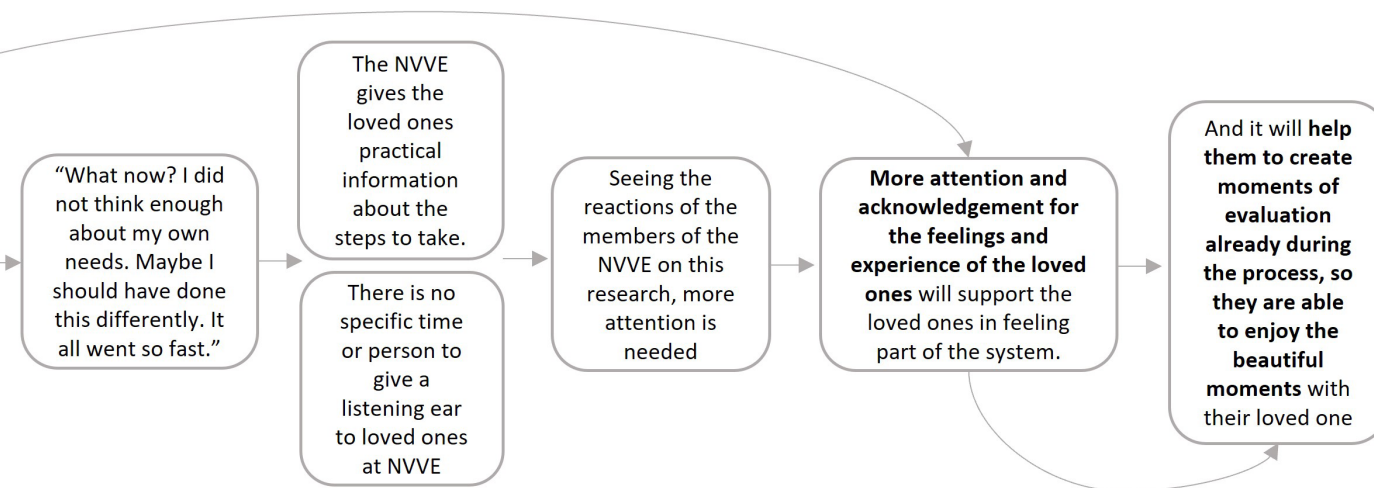 “What now? I did
not think enough
about my own
needs. Maybe I
should have done
this differently. It
all went so fast.”
The NVVE
gives the
loved ones
practical
information
about the
steps to take.
There is no
specific time
or person to
give a
listening ear
to loved ones
at NVVE
Seeing the
reactions of the
members of the
NVVE on this
research, more
attention is
needed
More attention and
acknowledgement for
the feelings and
experience of the loved
ones will support the
loved ones in feeling
part of the system.
And it will help
them to create
moments of
evaluation
already during
the process, so
they are able
to enjoy the
beautiful
moments with
their loved one